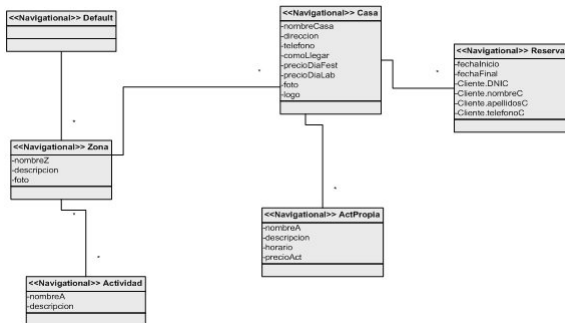 <<Navigational>> Default
*
<<Navigational>> Casa
-nombreCasa
-direccion
-telefono
-comoLlegar
-precioDiaFest
-precioDiaLab
-foto
-logo
*
*
<<Navigational>> Reserva
-fechaInicio
-fechaFinal
-Cliente.DNIC
-Cliente.nombreC
-Cliente.apellidosC
-Cliente.telefonoC
<<Navigational>> Zona
-nombreZ
-descripcion
-foto
*
*
<<Navigational>> ActPropia
-nombreA
-descripcion
-horario
-precioAct
*
<<Navigational>> Actividad
-nombreA
-descripcion